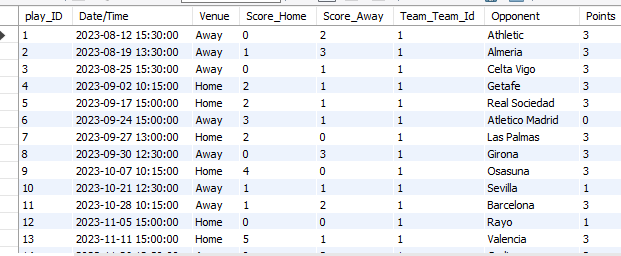 play_ID Date/Time Venue Score_Home Score_Away Team_Team_Id Opponent Points
1 2023-08-12 15:30:00 Away 0 2 1 Athletic 3
2 2023-08-19 13:30:00 Away 1 3 1 Almeria 3
3 2023-08-25 15:30:00 Away 0 1 1 Celta Vigo 3
4 2023-09-02 10:15:00 Home 2 1 1 Getafe 3
5 2023-09-17 15:00:00 Home 2 1 1 Real Sociedad 3
6 2023-09-24 15:00:00 Away 3 1 1 Atletico Madrid 0
7 2023-09-27 13:00:00 Home 2 0 1 Las Palmas 3
8 2023-09-30 12:30:00 Away 0 3 1 Girona 3
9 2023-10-07 10:15:00 Home 4 0 1 Osasuna 3
10 2023-10-21 12:30:00 Away 1 1 1 Sevilla 1
11 2023-10-28 10:15:00 Away 1 2 1 Barcelona 3
12 2023-11-05 15:00:00 Home 0 0 1 Rayo 1
13 2023-11-11 15:00:00 Home 5 1 1 Valencia 3